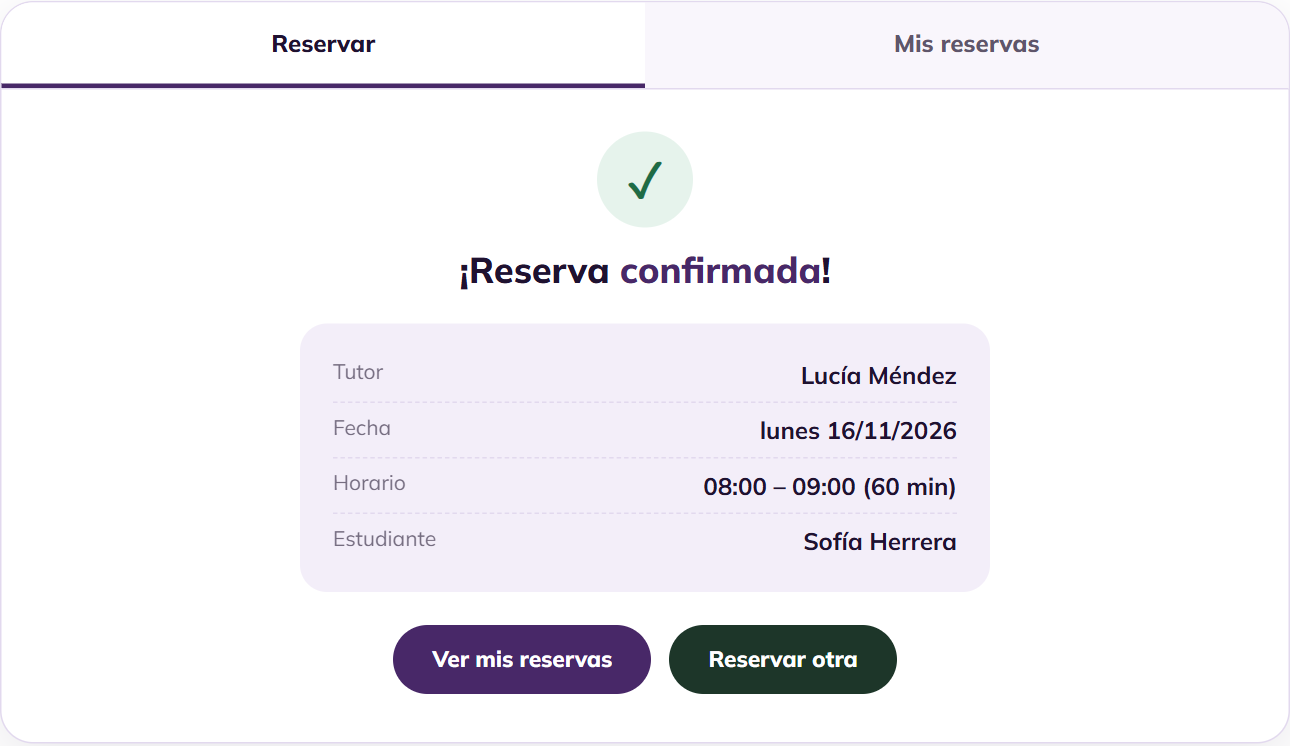 Reservar
Mis reservas
¡Reserva confirmada!
Tutor
Lucía Méndez
Fecha
lunes 16/11/2026
Horario
08:00 – 09:00 (60 min)
Estudiante
Sofía Herrera
Ver mis reservas
Reservar otra